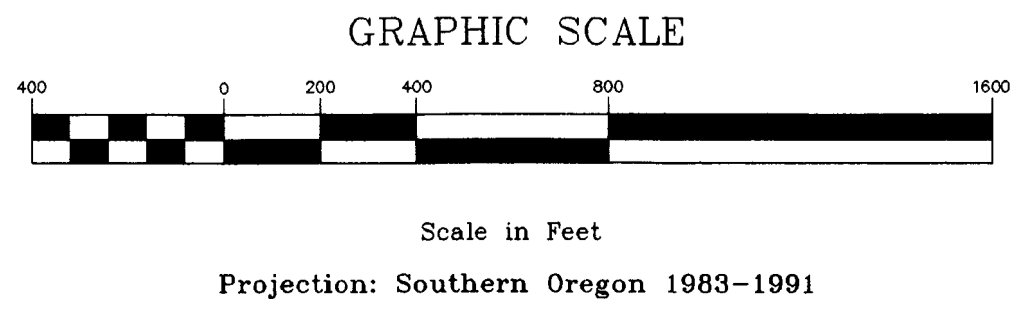 GRAPHIC SCALE
400 0 200 400 800 1600
Scale in Feet
Projection: Southern Oregon 1983-1991